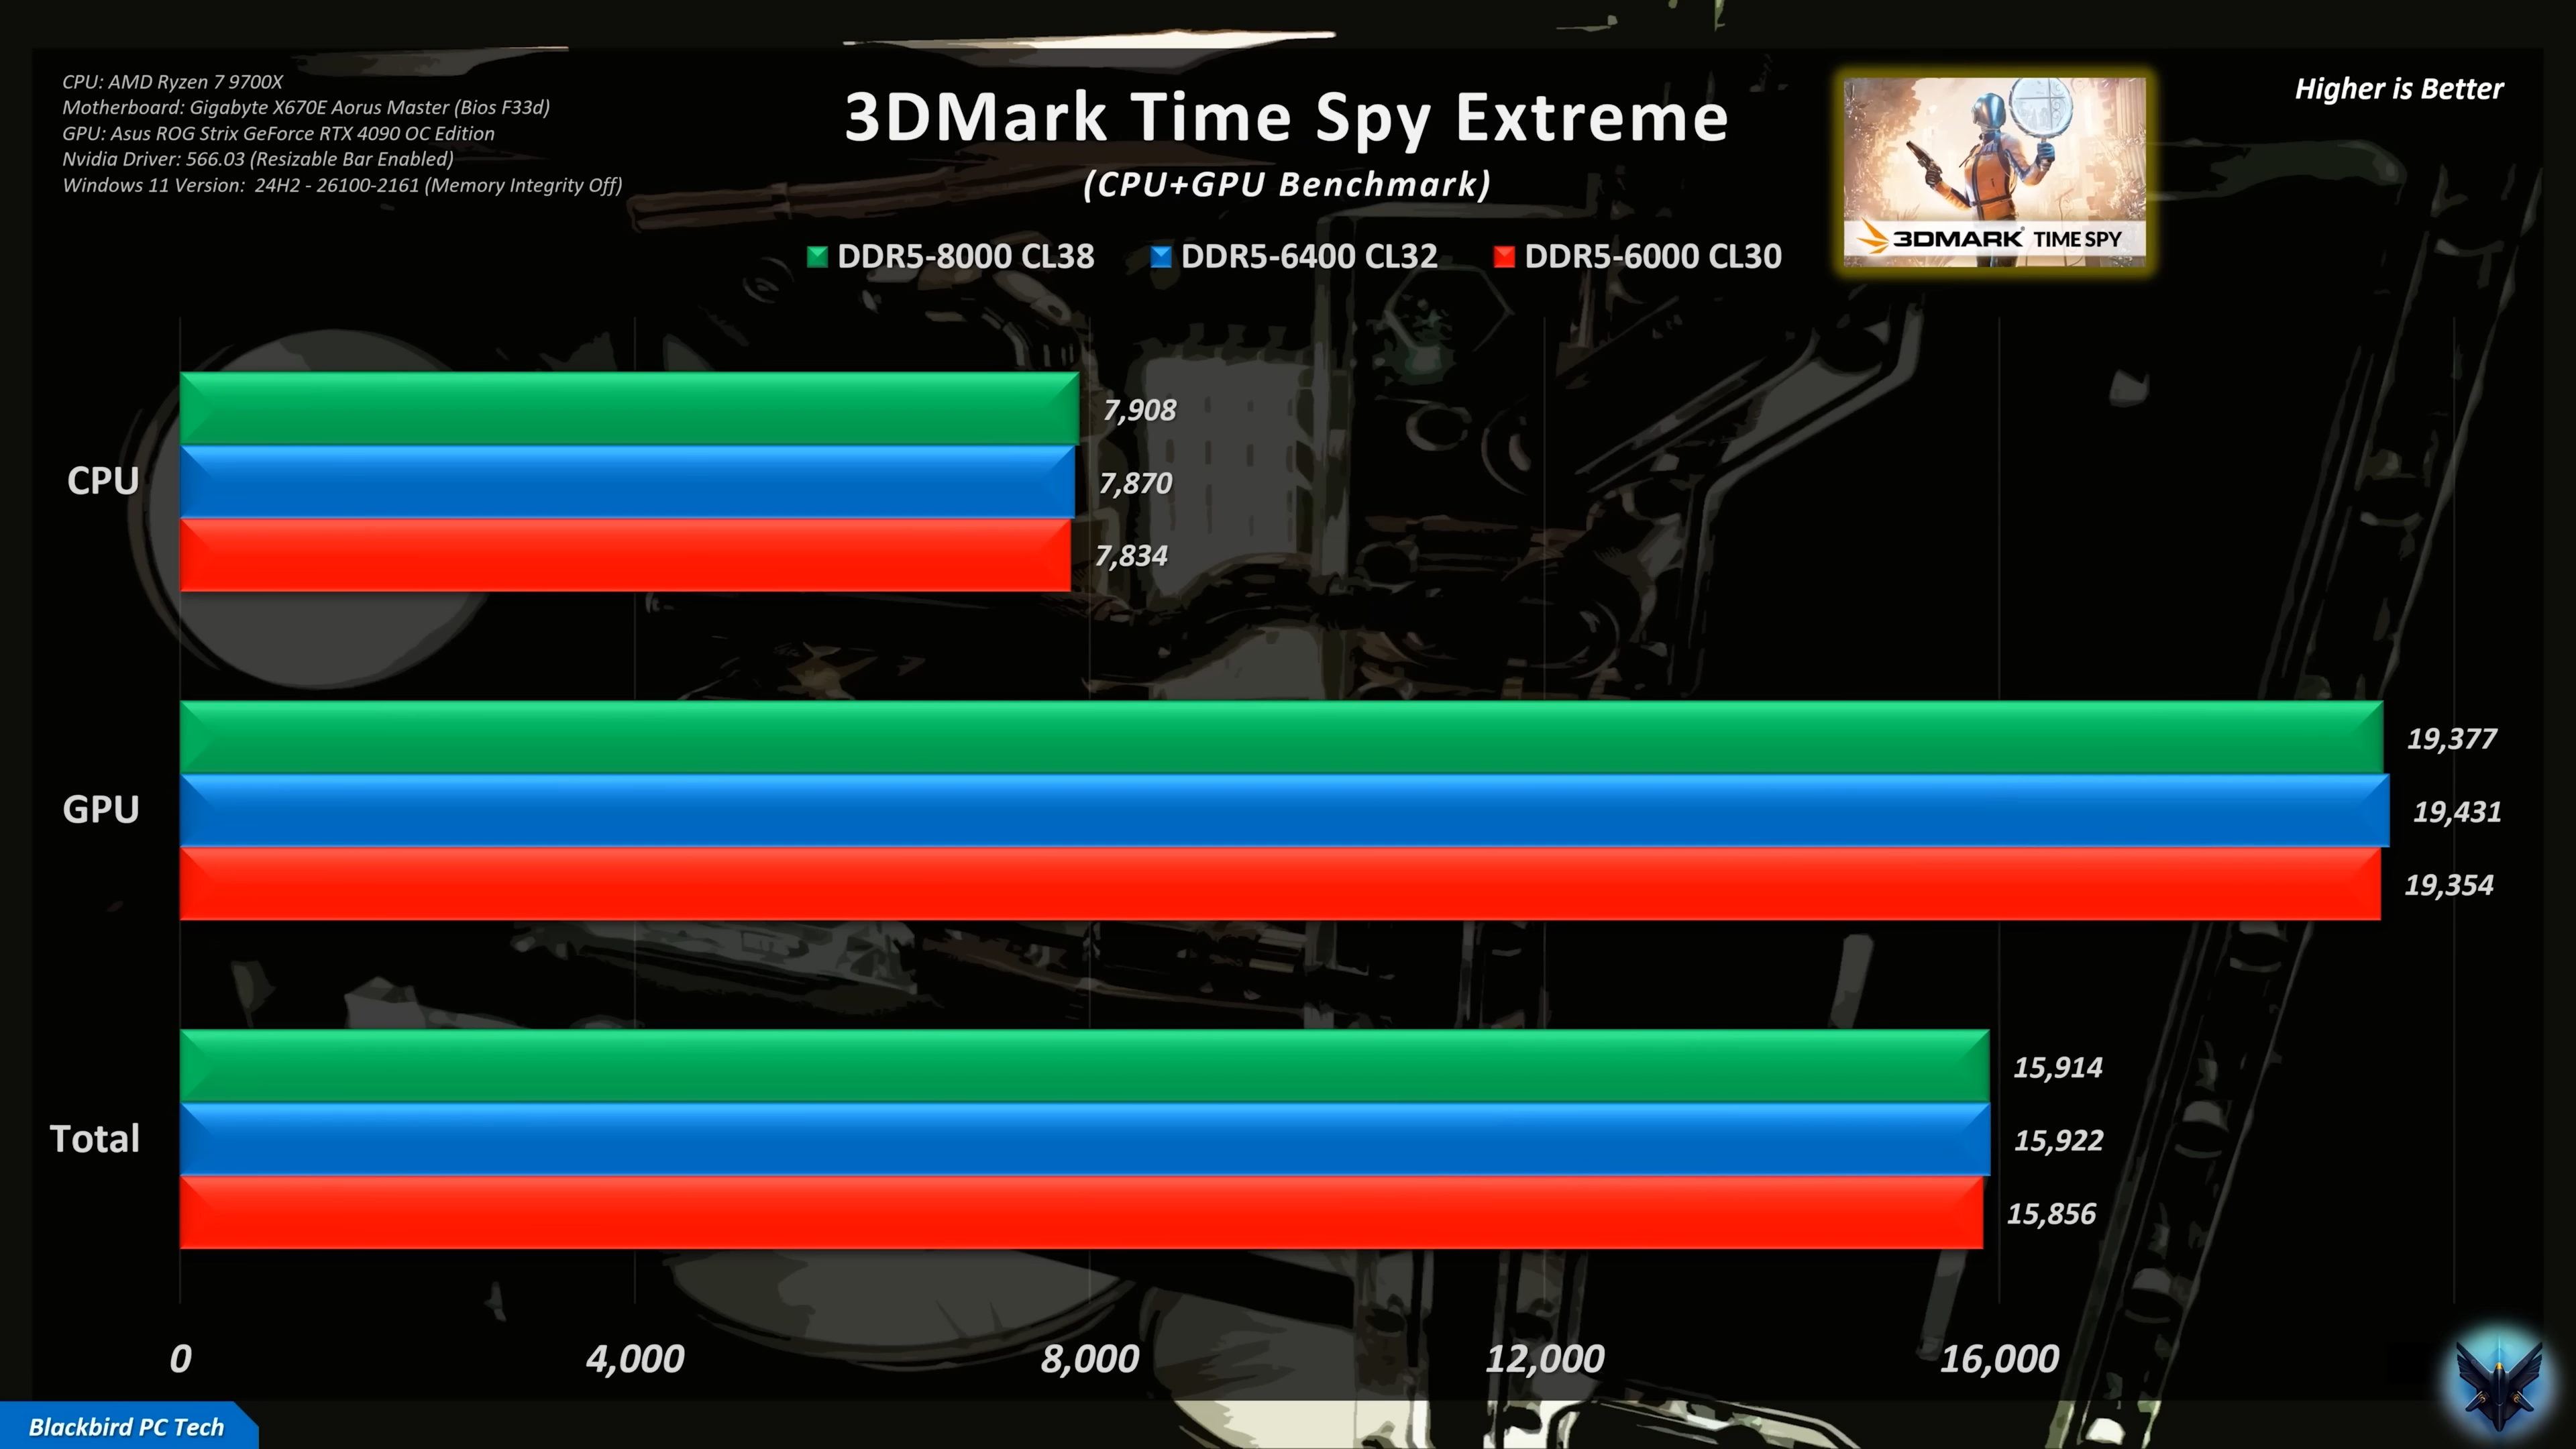 CPU: AMD Ryzen 7 9700X
Motherboard: Gigabyte X670E Aorus Master (Bios F33d)
GPU: Asus ROG Strix GeForce RTX 4090 OC Edition
Nvidia Driver: 566.03 (Resizable Bar Enabled)
Windows 11 Version: 24H2 - 26100-2161 (Memory Integrity Off)
3DMark Time Spy Extreme
(CPU+GPU Benchmark)
3DMARK TIME SPY
Higher is Better
DDR5-8000 CL38 DDR5-6400 CL32 DDR5-6000 CL30
CPU
7,908
7,870
7,834
GPU
19,377
19,431
19,354
Total
15,914
15,922
15,856
0 4,000 8,000 12,000 16,000
Blackbird PC Tech